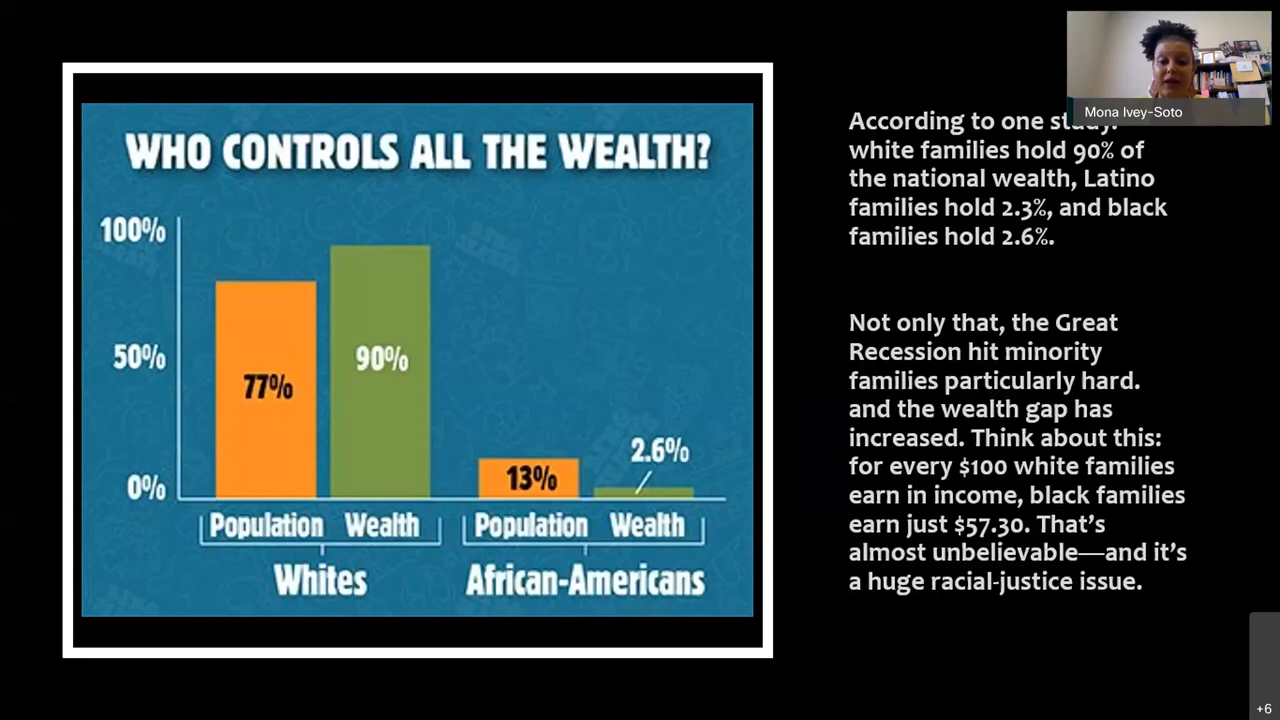 WHO CONTROLS ALL THE WEALTH?
100%
50%
0%
77%
90%
13%
2.6%
Population Wealth
Population Wealth
Whites
African-Americans
Mona Ivey-Soto
According to one study:
white families hold 90% of
the national wealth, Latino
families hold 2.3%, and black
families hold 2.6%.
Not only that, the Great
Recession hit minority
families particularly hard.
and the wealth gap has
increased. Think about this:
for every $100 white families
earn in income, black families
earn just $57.30. That’s
almost unbelievable—and it’s
a huge racial-justice issue.
+6